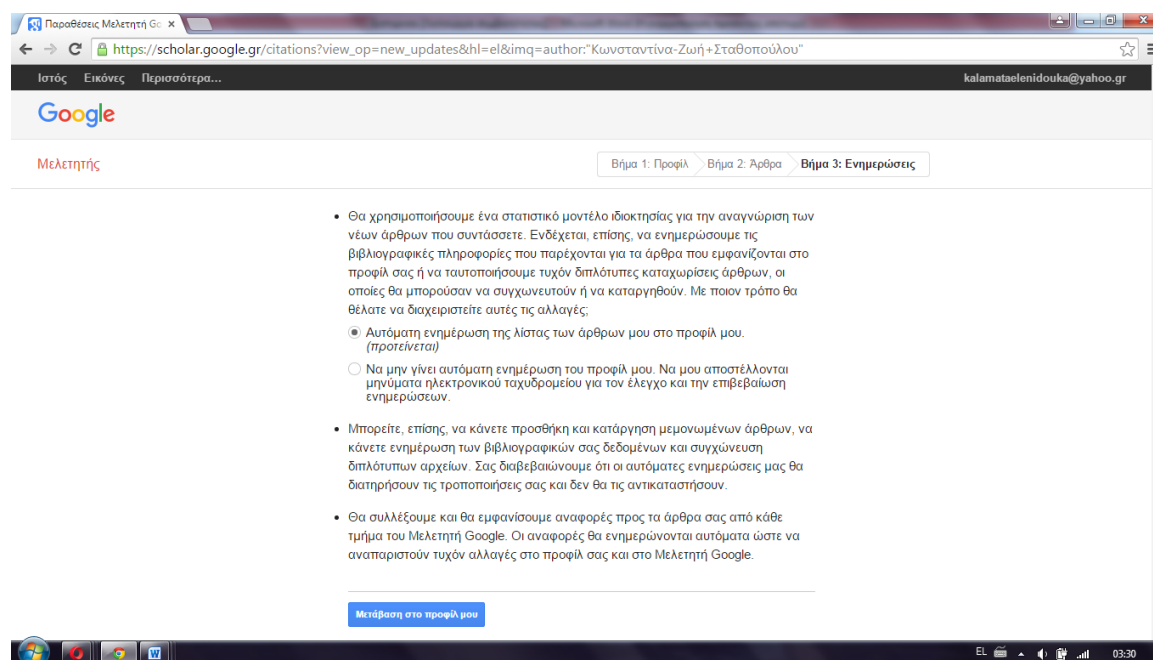 Παραθέσεις Μελετητή Go
https://scholar.google.gr/citations?view_op=new_updates&hl=el&imq=author:"Κωνσταντίνα-Ζωή+Σταθοπούλου"
Ιστός Εικόνες Περισσότερα...
kalamataelenidouka@yahoo.gr
Google
Μελετητής
Βήμα 1: Προφίλ Βήμα 2: Άρθρα Βήμα 3: Ενημερώσεις
• Θα χρησιμοποιήσουμε ένα στατιστικό μοντέλο ιδιοκτησίας για την αναγνώριση των
νέων άρθρων που συντάσσετε. Ενδέχεται, επίσης, να ενημερώσουμε τις
βιβλιογραφικές πληροφορίες που παρέχονται για τα άρθρα που εμφανίζονται στο
προφίλ σας ή να ταυτοποιήσουμε τυχόν διπλότυπες καταχωρίσεις άρθρων, οι
οποίες θα μπορούσαν να συγχωνευτούν ή να καταργηθούν. Με ποιον τρόπο θα
θέλατε να διαχειριστείτε αυτές τις αλλαγές;
Αυτόματη ενημέρωση της λίστας των άρθρων μου στο προφίλ μου.
(προτείνεται)
Να μην γίνει αυτόματη ενημέρωση του προφίλ μου. Να μου αποστέλλονται
μηνύματα ηλεκτρονικού ταχυδρομείου για τον έλεγχο και την επιβεβαίωση
ενημερώσεων.
• Μπορείτε, επίσης, να κάνετε προσθήκη και κατάργηση μεμονωμένων άρθρων, να
κάνετε ενημέρωση των βιβλιογραφικών σας δεδομένων και συγχώνευση
διπλότυπων αρχείων. Σας διαβεβαιώνουμε ότι οι αυτόματες ενημερώσεις μας θα
διατηρήσουν τις τροποποιήσεις σας και δεν θα τις αντικαταστήσουν.
• Θα συλλέξουμε και θα εμφανίσουμε αναφορές προς τα άρθρα σας από κάθε
τμήμα του Μελετητή Google. Οι αναφορές θα ενημερώνονται αυτόματα ώστε να
αναπαριστούν τυχόν αλλαγές στο προφίλ σας και στο Μελετητή Google.
Μετάβαση στο προφίλ μου
EL 03:30